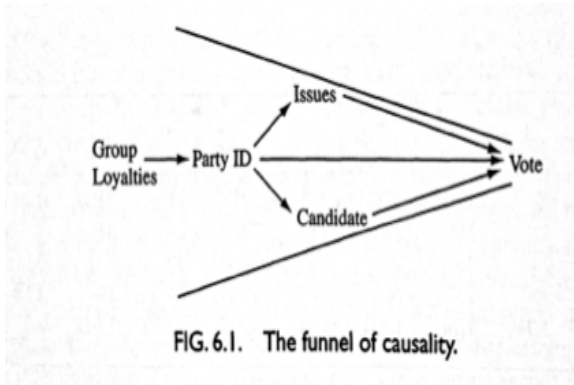 Issues
Group
Loyalties
Party ID
Vote
Candidate
FIG. 6.1. The funnel of causality.